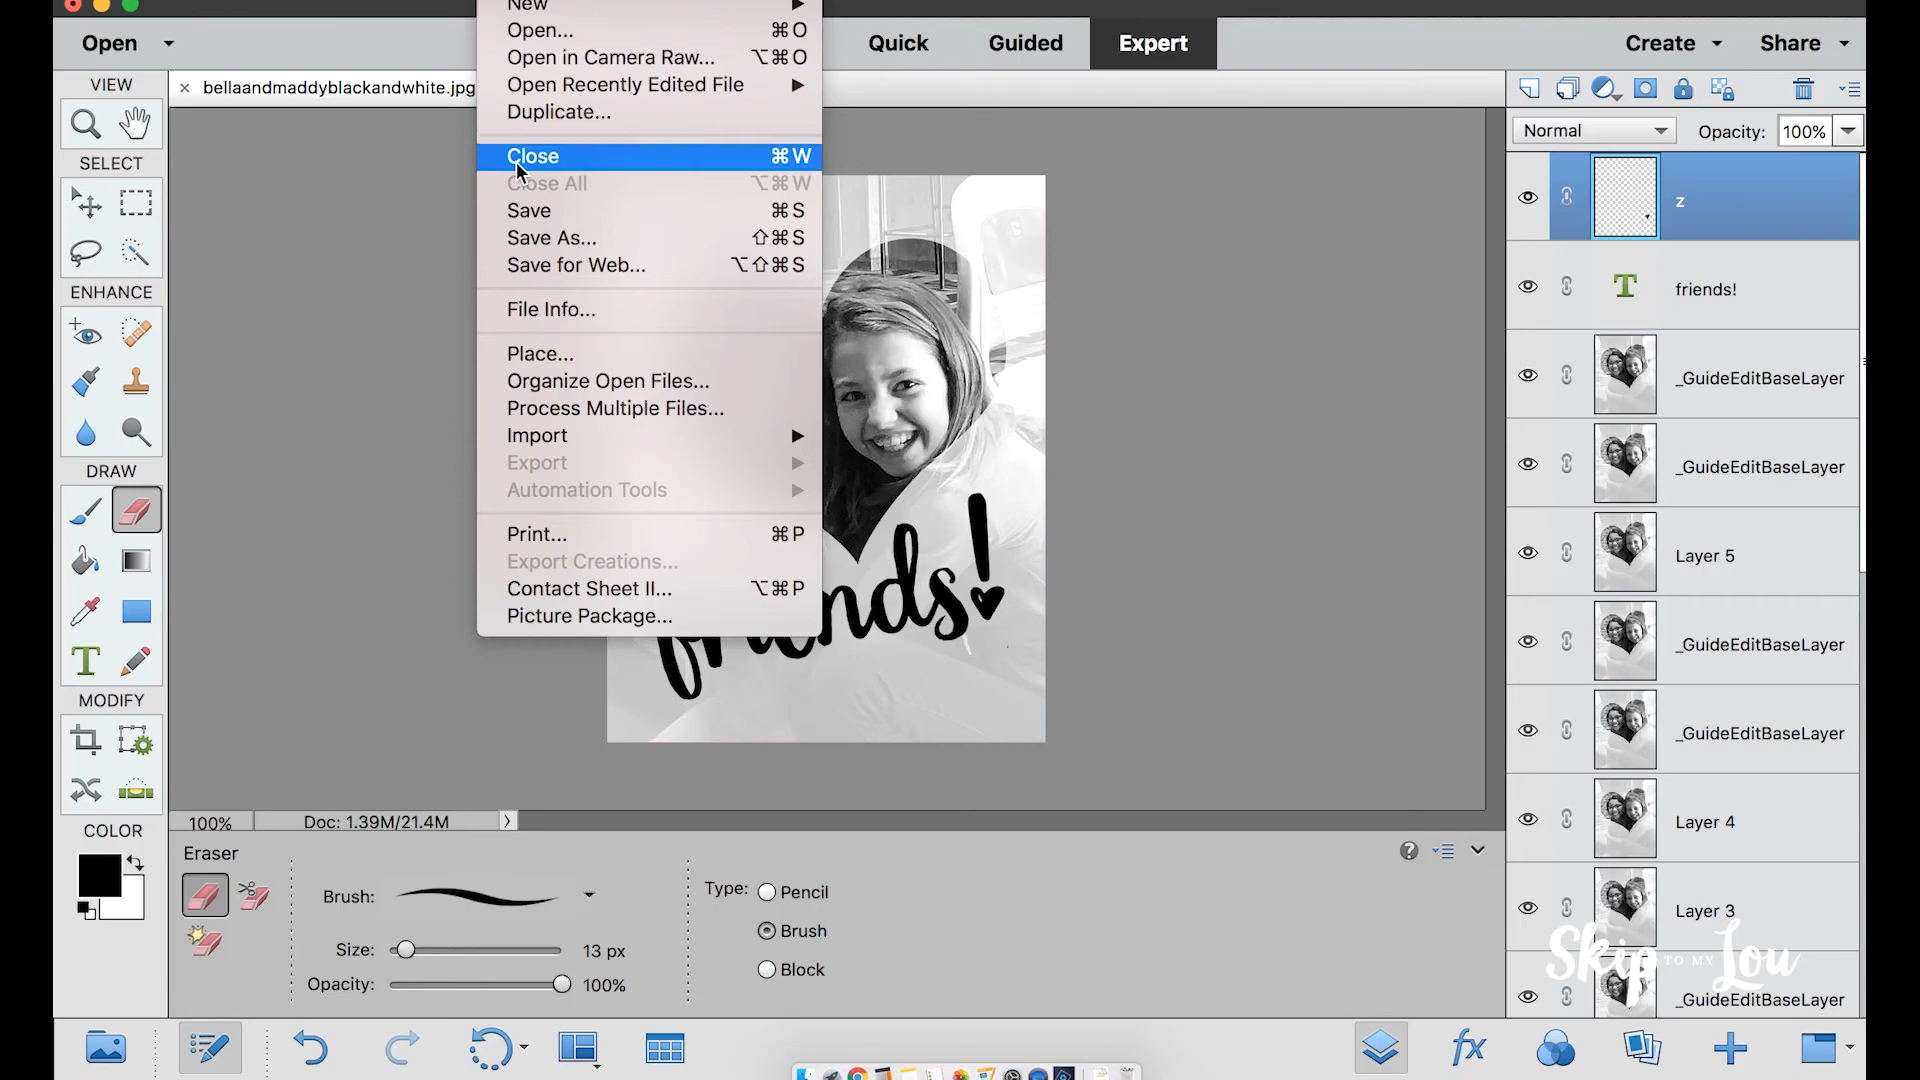 New
Open... ⌘O
Open in Camera Raw... ⌥⌘O
Open Recently Edited File
Duplicate...
Close ⌘W
Close All ⌥⌘W
Save ⌘S
Save As... ⇧⌘S
Save for Web... ⌥⇧⌘S
File Info...
Place...
Organize Open Files...
Process Multiple Files...
Import
Export
Automation Tools
Print... ⌘P
Export Creations...
Contact Sheet II... ⌥⌘P
Picture Package...
Open
Quick Guided Expert
Create Share
VIEW
SELECT
ENHANCE
DRAW
MODIFY
COLOR
× bellaandmaddyblackandwhite.jpg
friends!
100% Doc: 1.39M/21.4M
Eraser
Brush:
Size: 13 px
Opacity: 100%
Type: Pencil
Brush
Block
Normal Opacity: 100%
z
friends!
_GuideEditBaseLayer
_GuideEditBaseLayer
Layer 5
_GuideEditBaseLayer
_GuideEditBaseLayer
Layer 4
Layer 3
_GuideEditBaseLayer
Skip TO MY Lou
fx